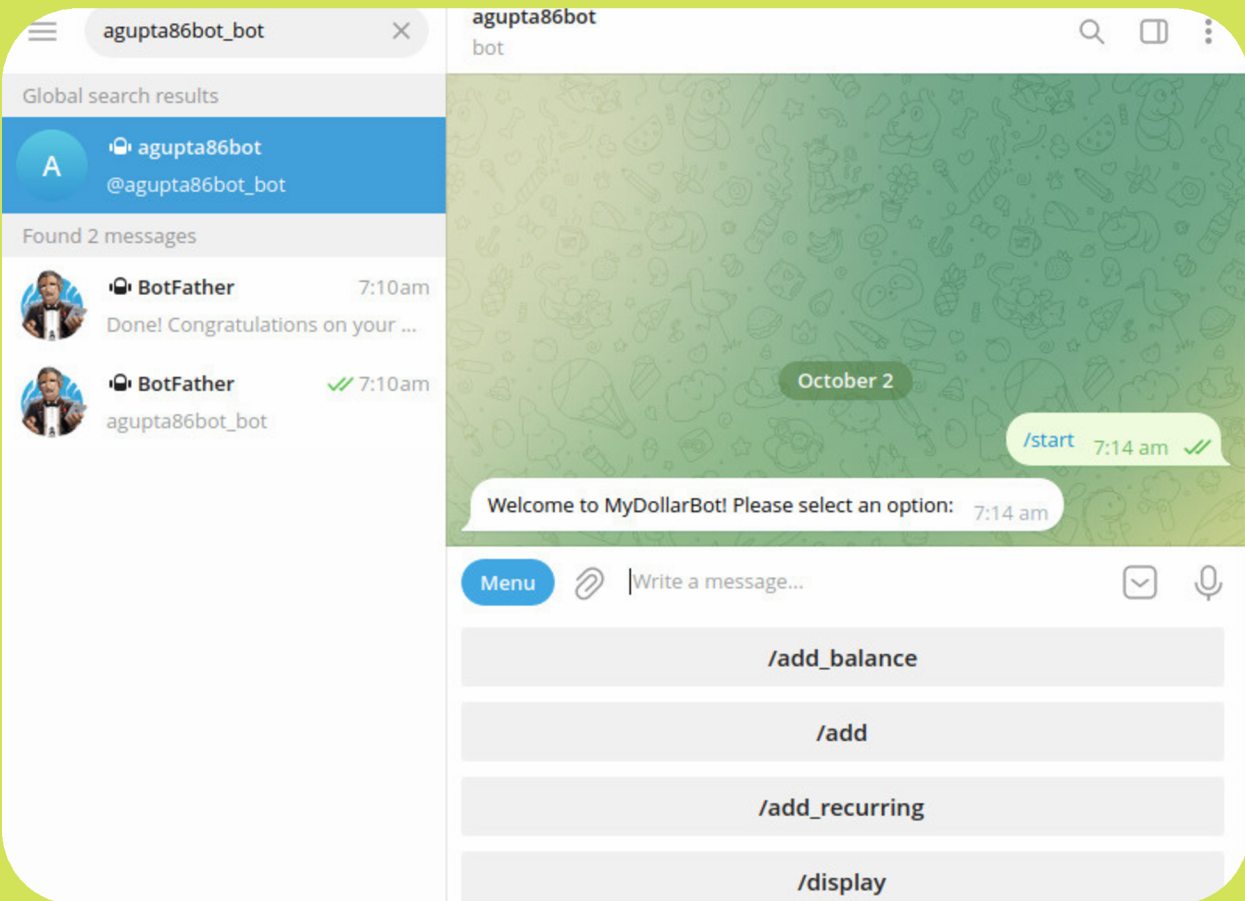 agupta86bot_bot
Global search results
A
agupta86bot
@agupta86bot_bot
Found 2 messages
BotFather 7:10am
Done! Congratulations on your ...
BotFather 7:10am
agupta86bot_bot
agupta86bot
bot
October 2
/start 7:14 am
Welcome to MyDollarBot! Please select an option: 7:14 am
Menu Write a message...
/add_balance
/add
/add_recurring
/display